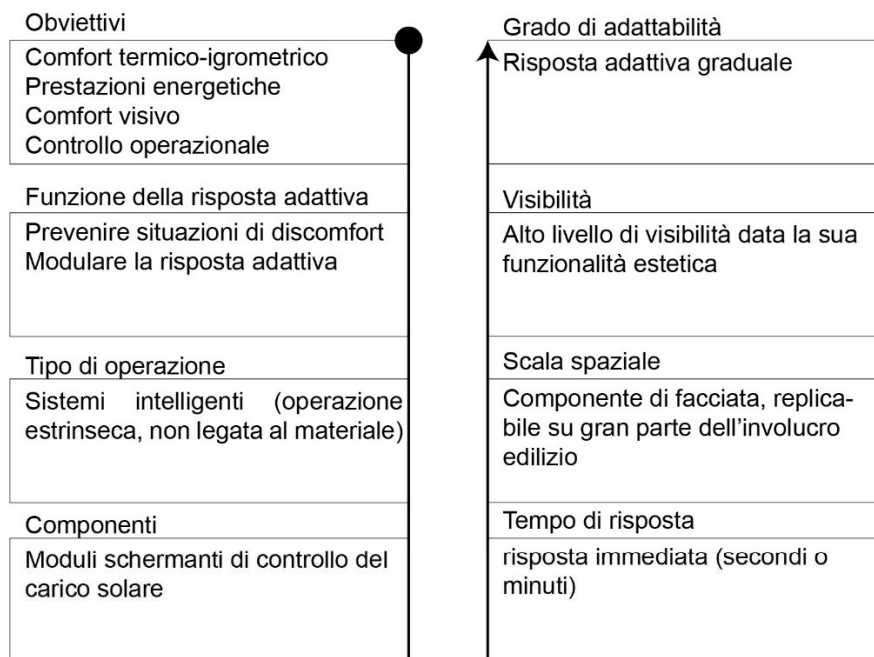 Obviettivi
Comfort termico-igrometrico
Prestazioni energetiche
Comfort visivo
Controllo operazionale
Funzione della risposta adattiva
Prevenire situazioni di discomfort
Modulare la risposta adattiva
Tipo di operazione
Sistemi intelligenti (operazione
estrinseca, non legata al materiale)
Componenti
Moduli schermanti di controllo del
carico solare
Grado di adattabilità
Risposta adattiva graduale
Visibilità
Alto livello di visibilità data la sua
funzionalità estetica
Scala spaziale
Componente di facciata, replica-
bile su gran parte dell'involucro
edilizio
Tempo di risposta
risposta immediata (secondi o
minuti)